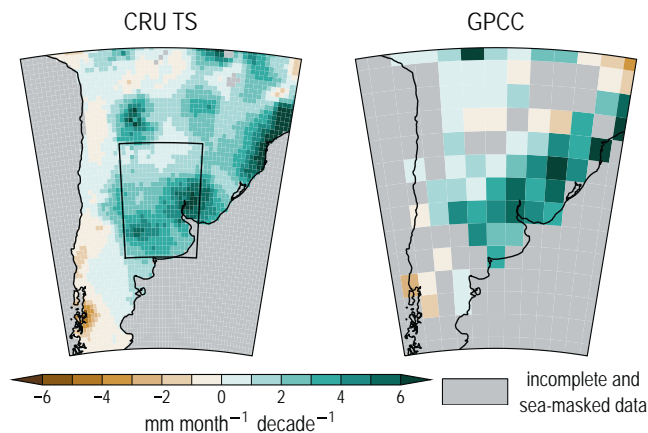 CRU TS
GPCC
−6 −4 −2 0 2 4 6
mm month⁻¹ decade⁻¹
incomplete and
sea-masked data